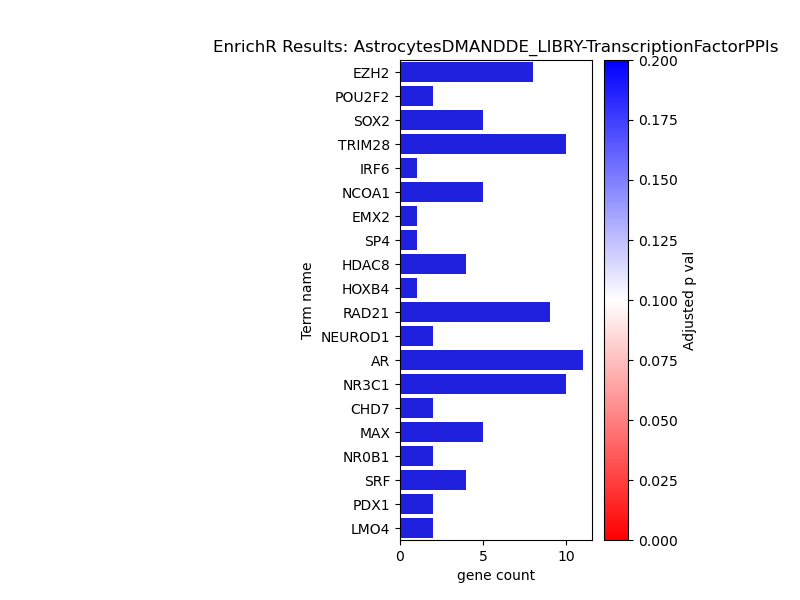 EnrichR Results: AstrocytesDMANDDE_LIBRY-TranscriptionFactorPPIs
EZH2
POU2F2
SOX2
TRIM28
IRF6
NCOA1
EMX2
SP4
HDAC8
HOXB4
RAD21
NEUROD1
AR
NR3C1
CHD7
MAX
NR0B1
SRF
PDX1
LMO4
Term name
0 5 10
gene count
0.200
0.175
0.150
0.125
0.100
0.075
0.050
0.025
0.000
Adjusted p val